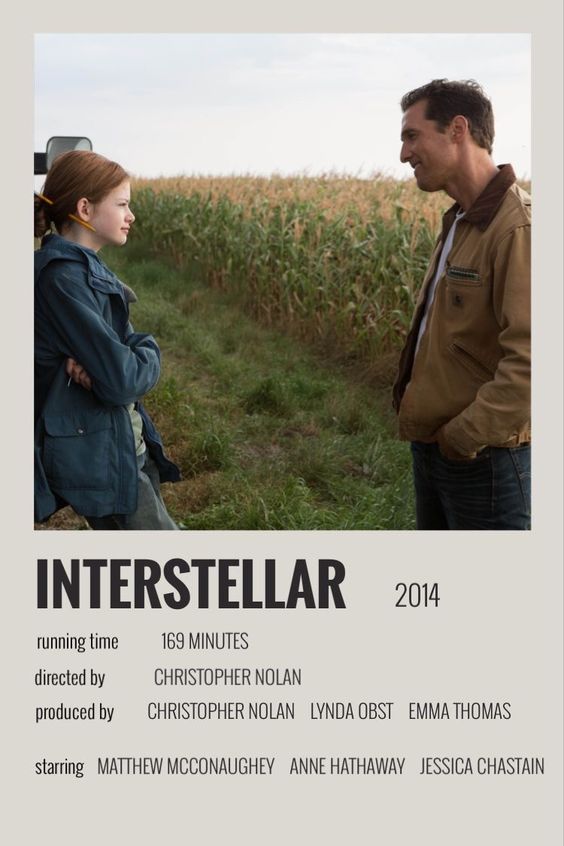 INTERSTELLAR 2014
running time 169 MINUTES
directed by CHRISTOPHER NOLAN
produced by CHRISTOPHER NOLAN LYNDA OBST EMMA THOMAS
starring MATTHEW MCCONAUGHEY ANNE HATHAWAY JESSICA CHASTAIN